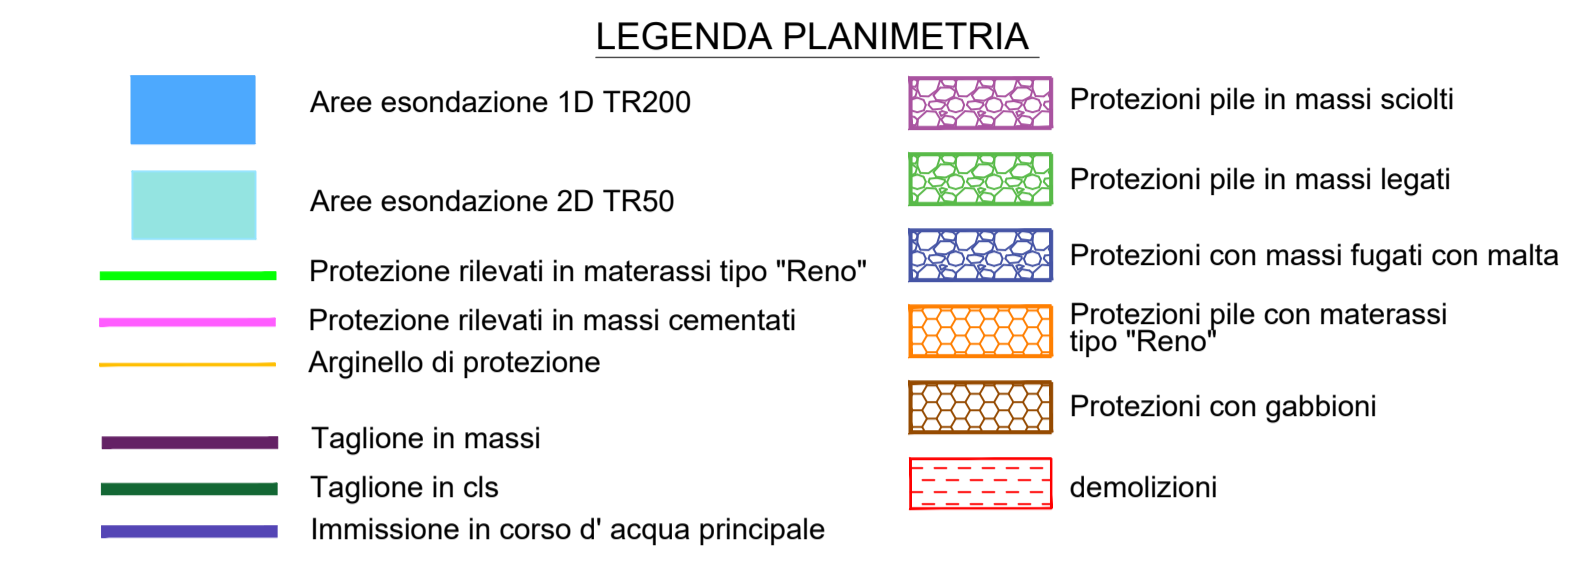 LEGENDA PLANIMETRIA
Aree esondazione 1D TR200
Aree esondazione 2D TR50
Protezione rilevati in materassi tipo "Reno"
Protezione rilevati in massi cementati
Arginello di protezione
Taglione in massi
Taglione in cls
Immissione in corso d' acqua principale
Protezioni pile in massi sciolti
Protezioni pile in massi legati
Protezioni con massi fugati con malta
Protezioni pile con materassi
tipo "Reno"
Protezioni con gabbioni
demolizioni